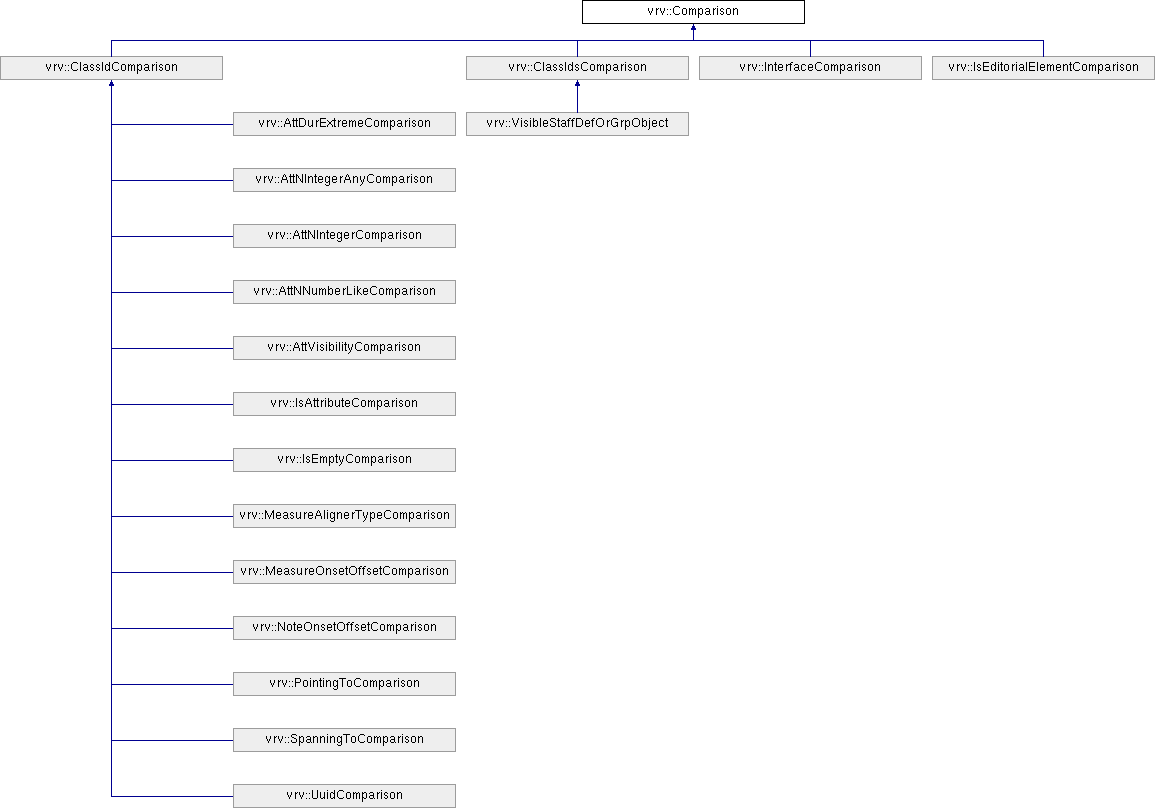 vrv::Comparison
vrv::ClassIdComparison
vrv::ClassIdsComparison
vrv::InterfaceComparison
vrv::IsEditorialElementComparison
vrv::AttDurExtremeComparison
vrv::VisibleStaffDefOrGrpObject
vrv::AttNIntegerAnyComparison
vrv::AttNIntegerComparison
vrv::AttNNumberLikeComparison
vrv::AttVisibilityComparison
vrv::IsAttributeComparison
vrv::IsEmptyComparison
vrv::MeasureAlignerTypeComparison
vrv::MeasureOnsetOffsetComparison
vrv::NoteOnsetOffsetComparison
vrv::PointingToComparison
vrv::SpanningToComparison
vrv::UuidComparison